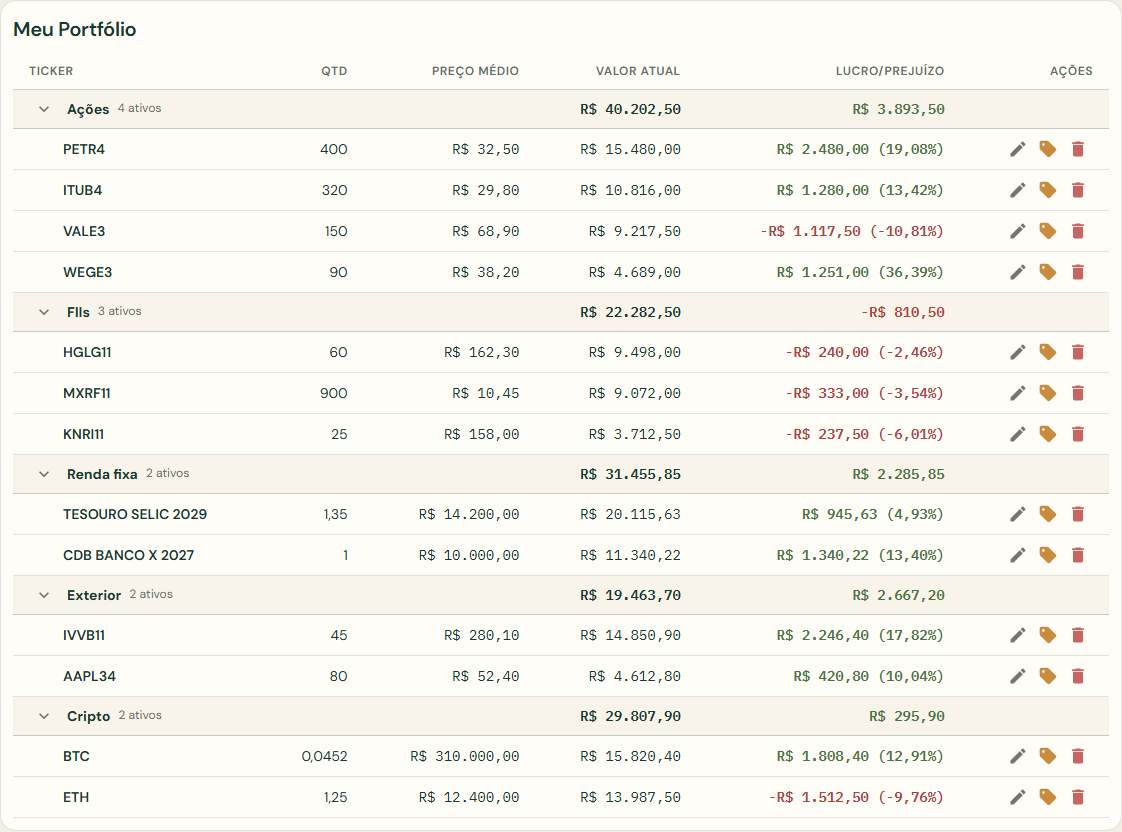 Meu Portfólio
TICKER QTD PREÇO MÉDIO VALOR ATUAL LUCRO/PREJUÍZO AÇÕES
Ações 4 ativos R$ 40.202,50 R$ 3.893,50
PETR4 400 R$ 32,50 R$ 15.480,00 R$ 2.480,00 (19,08%)
ITUB4 320 R$ 29,80 R$ 10.816,00 R$ 1.280,00 (13,42%)
VALE3 150 R$ 68,90 R$ 9.217,50 -R$ 1.117,50 (-10,81%)
WEGE3 90 R$ 38,20 R$ 4.689,00 R$ 1.251,00 (36,39%)
FIIs 3 ativos R$ 22.282,50 -R$ 810,50
HGLG11 60 R$ 162,30 R$ 9.498,00 -R$ 240,00 (-2,46%)
MXRF11 900 R$ 10,45 R$ 9.072,00 -R$ 333,00 (-3,54%)
KNRI11 25 R$ 158,00 R$ 3.712,50 -R$ 237,50 (-6,01%)
Renda fixa 2 ativos R$ 31.455,85 R$ 2.285,85
TESOURO SELIC 2029 1,35 R$ 14.200,00 R$ 20.115,63 R$ 945,63 (4,93%)
CDB BANCO X 2027 1 R$ 10.000,00 R$ 11.340,22 R$ 1.340,22 (13,40%)
Exterior 2 ativos R$ 19.463,70 R$ 2.667,20
IVVB11 45 R$ 280,10 R$ 14.850,90 R$ 2.246,40 (17,82%)
AAPL34 80 R$ 52,40 R$ 4.612,80 R$ 420,80 (10,04%)
Cripto 2 ativos R$ 29.807,90 R$ 295,90
BTC 0,0452 R$ 310.000,00 R$ 15.820,40 R$ 1.808,40 (12,91%)
ETH 1,25 R$ 12.400,00 R$ 13.987,50 -R$ 1.512,50 (-9,76%)